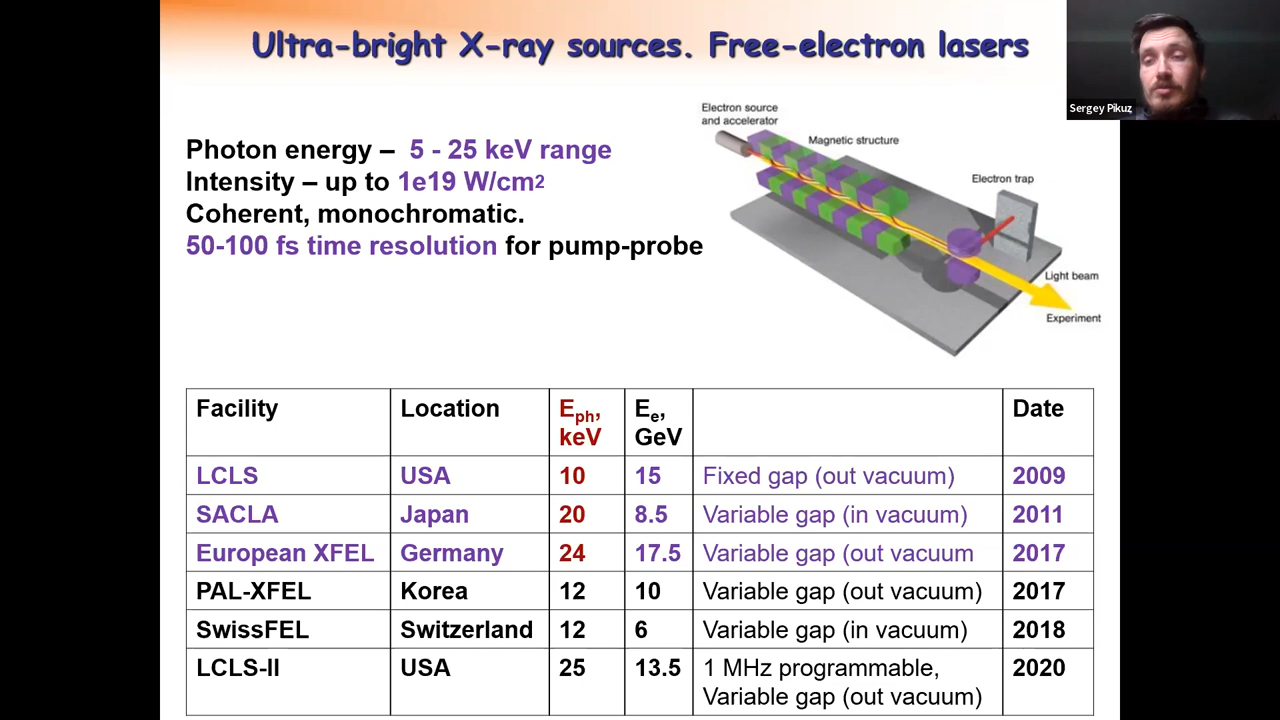 Ultra-bright X-ray sources. Free-electron lasers
Sergey Pikuz
Photon energy – 5 - 25 keV range
Intensity – up to 1e19 W/cm²
Coherent, monochromatic.
50-100 fs time resolution for pump-probe
Electron source
and accelerator
Magnetic structure
Electron trap
Light beam
Experiment
Facility Location Eph, keV Ee, GeV Date
LCLS USA 10 15 Fixed gap (out vacuum) 2009
SACLA Japan 20 8.5 Variable gap (in vacuum) 2011
European XFEL Germany 24 17.5 Variable gap (out vacuum 2017
PAL-XFEL Korea 12 10 Variable gap (out vacuum) 2017
SwissFEL Switzerland 12 6 Variable gap (in vacuum) 2018
LCLS-II USA 25 13.5 1 MHz programmable, 2020
Variable gap (out vacuum)